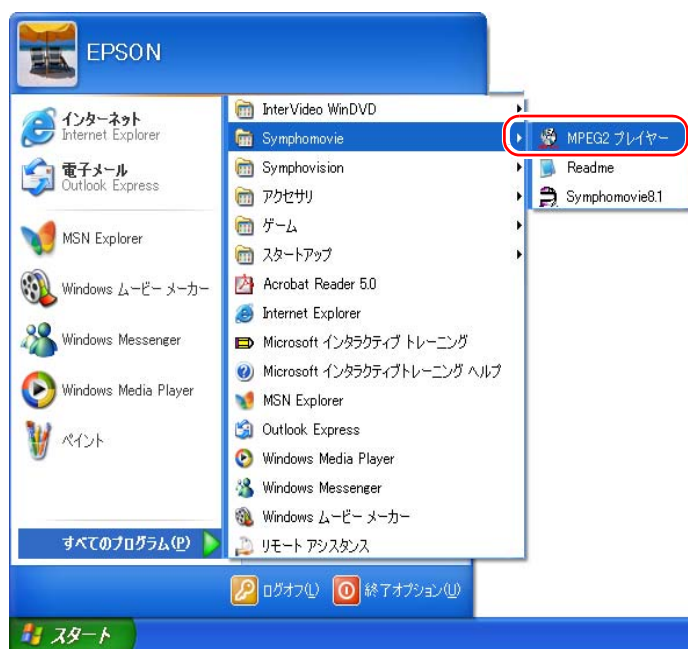 EPSON
インターネット
Internet Explorer
電子メール
Outlook Express
MSN Explorer
Windows ムービー メーカー
Windows Messenger
Windows Media Player
ペイント
すべてのプログラム(P)
InterVideo WinDVD
Symphomovie
Symphovision
アクセサリ
ゲーム
スタートアップ
Acrobat Reader 5.0
Internet Explorer
Microsoft インタラクティブ トレーニング
Microsoft インタラクティブトレーニング ヘルプ
MSN Explorer
Outlook Express
Windows Media Player
Windows Messenger
Windows ムービー メーカー
リモート アシスタンス
MPEG2 プレイヤー
Readme
Symphomovie8.1
ログオフ(L)
終了オプション(U)
スタート